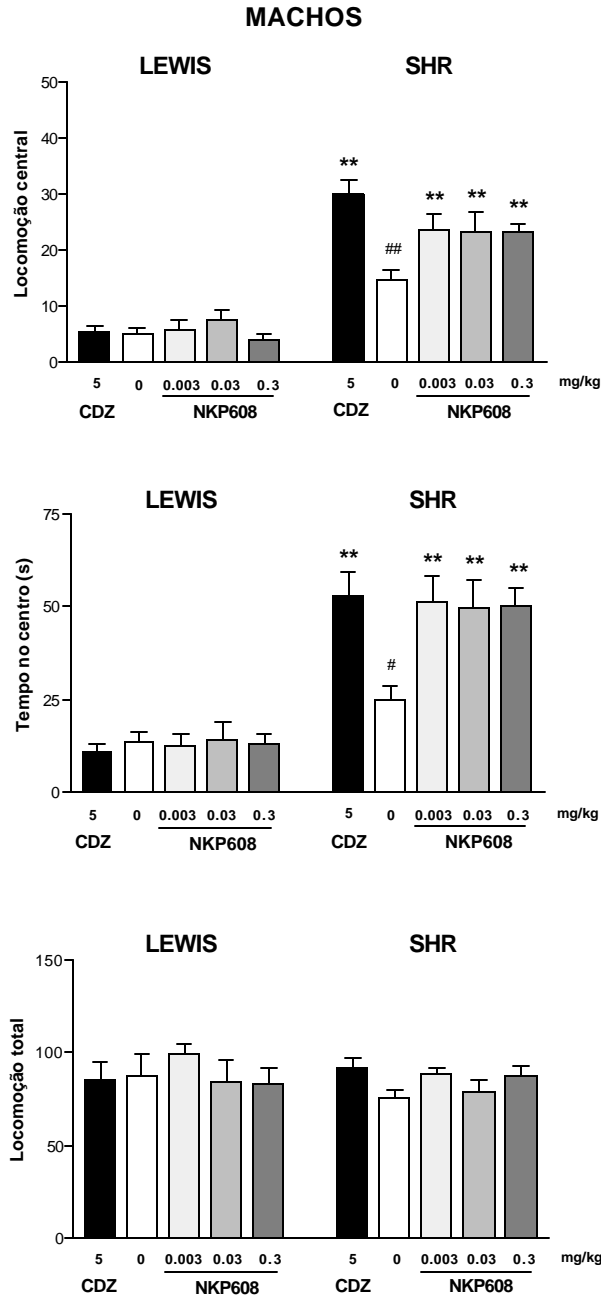 MACHOS
LEWIS SHR
50
40
30
20
10
0
Locomoção central
** ## ** ** **
5 0 0.003 0.03 0.3 5 0 0.003 0.03 0.3 mg/kg
CDZ NKP608 CDZ NKP608
LEWIS SHR
75
50
25
0
Tempo no centro (s)
** # ** ** **
5 0 0.003 0.03 0.3 5 0 0.003 0.03 0.3 mg/kg
CDZ NKP608 CDZ NKP608
LEWIS SHR
150
100
50
0
Locomoção total
5 0 0.003 0.03 0.3 5 0 0.003 0.03 0.3 mg/kg
CDZ NKP608 CDZ NKP608